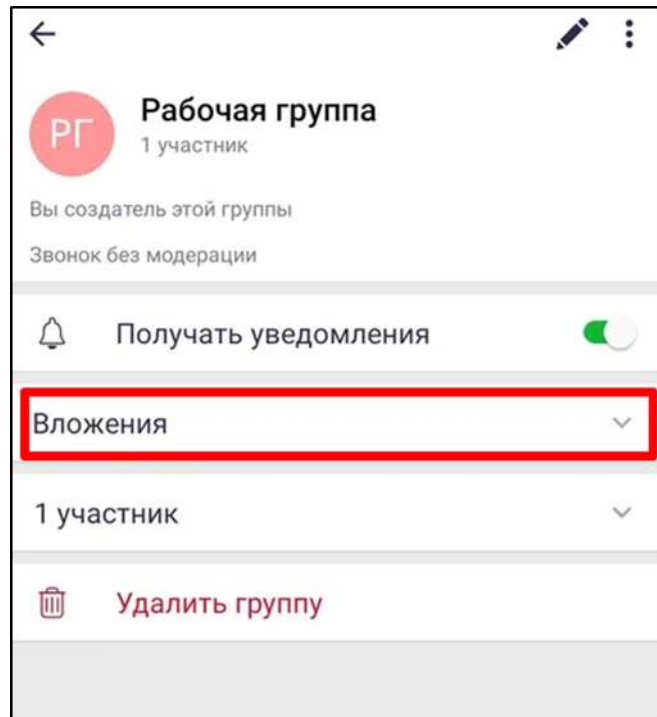 РГ
Рабочая группа
1 участник
Вы создатель этой группы
Звонок без модерации
Получать уведомления
Вложения
1 участник
Удалить группу